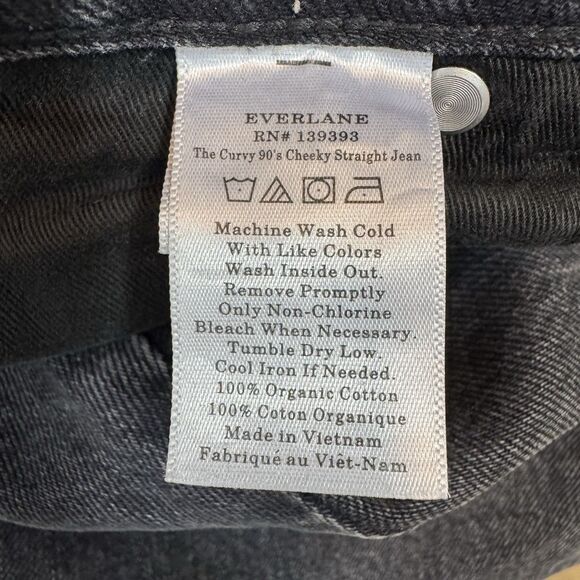 EVERLANE
RN# 139393
The Curvy 90's Cheeky Straight Jean
Machine Wash Cold
With Like Colors
Wash Inside Out.
Remove Promptly
Only Non-Chlorine
Bleach When Necessary.
Tumble Dry Low.
Cool Iron If Needed.
100% Organic Cotton
100% Coton Organique
Made in Vietnam
Fabriqué au Viêt-Nam